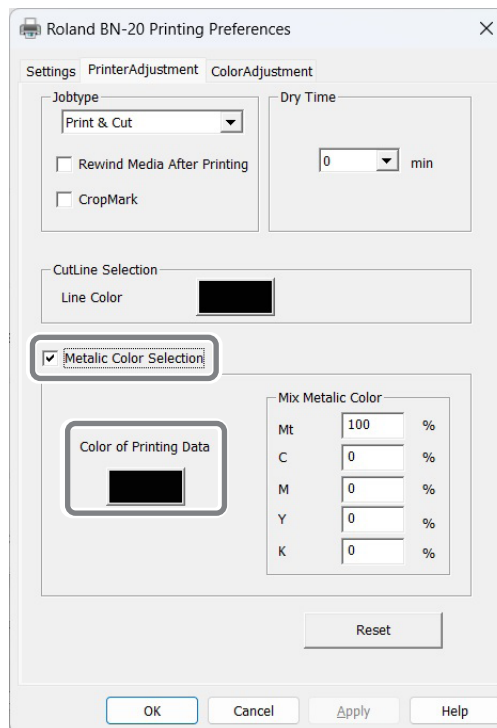 Roland BN-20 Printing Preferences
Settings PrinterAdjustment ColorAdjustment
Jobtype
Print & Cut
Rewind Media After Printing
CropMark
Dry Time
0 min
CutLine Selection
Line Color
Metalic Color Selection
Color of Printing Data
Mix Metalic Color
Mt 100 %
C 0 %
M 0 %
Y 0 %
K 0 %
Reset
OK Cancel Apply Help